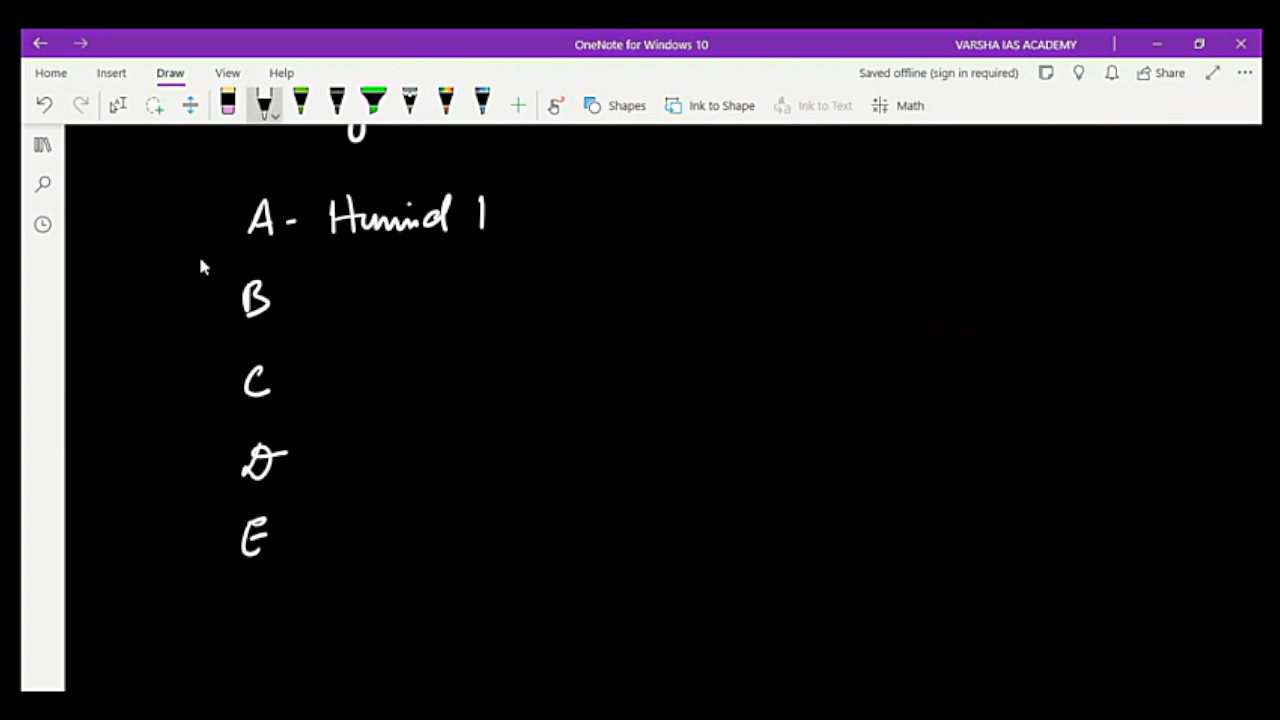 OneNote for Windows 10 VARSHA IAS ACADEMY
Home Insert Draw View Help Saved offline (sign in required) Share
Shapes Ink to Shape Ink to Text Math
A - Humid
B
C
D
E